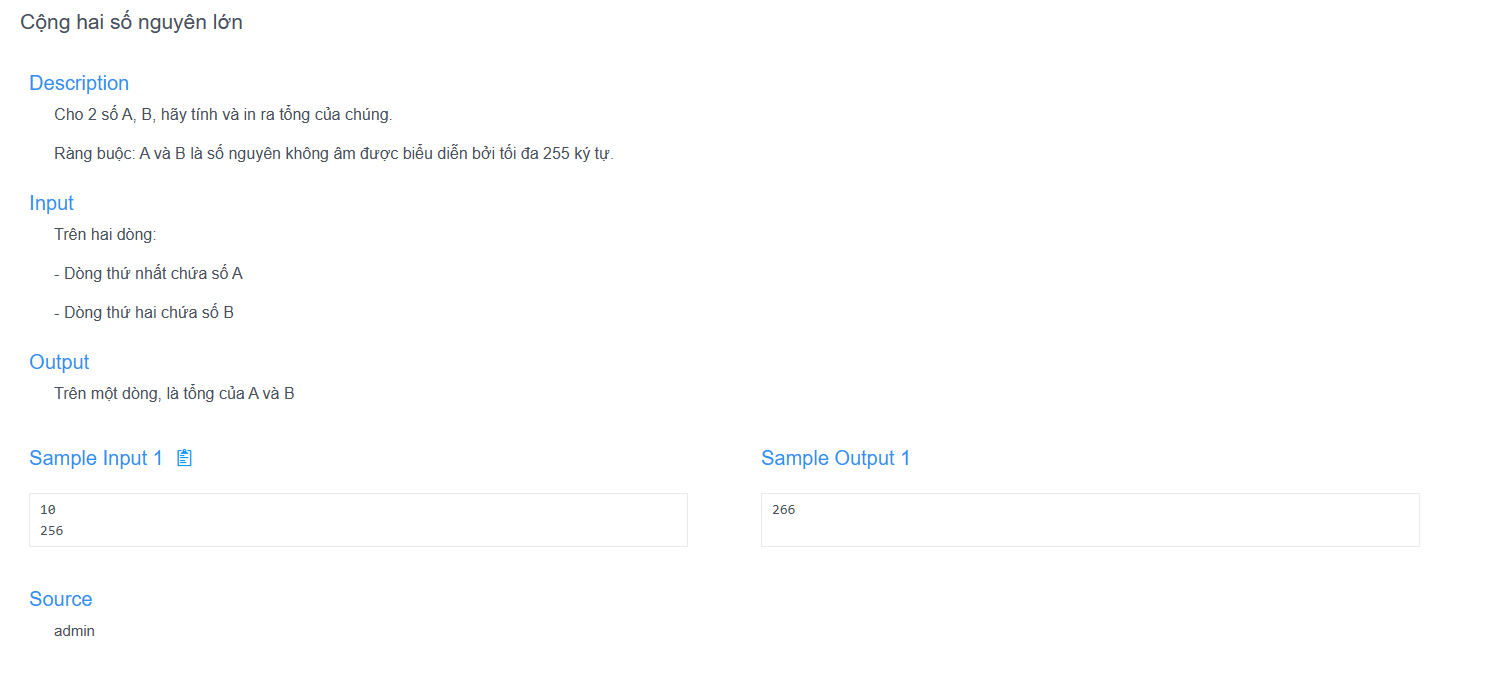 Cộng hai số nguyên lớn
Description
Cho 2 số A, B, hãy tính và in ra tổng của chúng.
Ràng buộc: A và B là số nguyên không âm được biểu diễn bởi tối đa 255 ký tự.
Input
Trên hai dòng:
- Dòng thứ nhất chứa số A
- Dòng thứ hai chứa số B
Output
Trên một dòng, là tổng của A và B
Sample Input 1
10
256
Sample Output 1
266
Source
admin